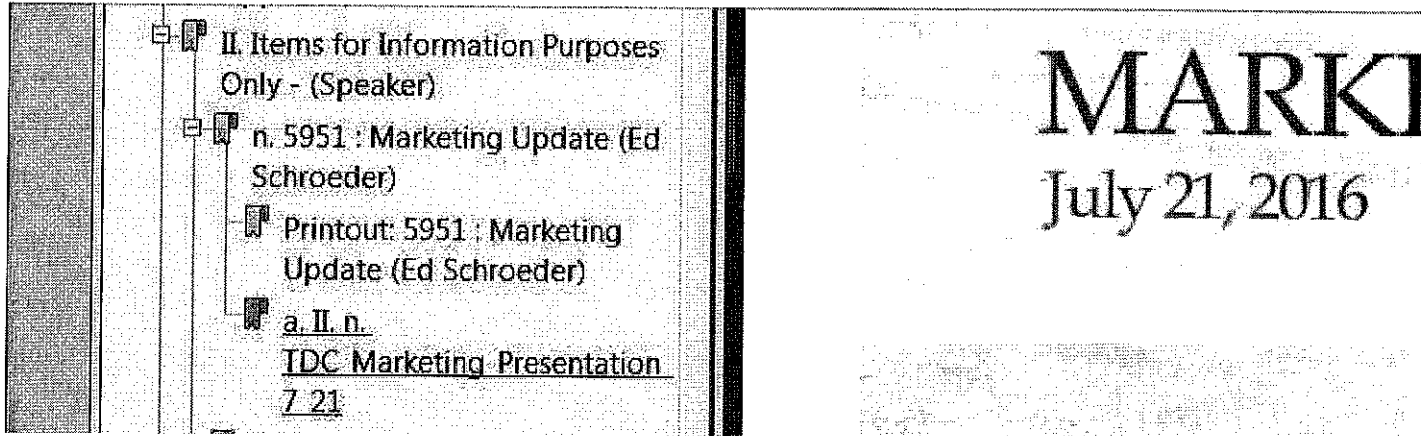 II. Items for Information Purposes
Only - (Speaker)
n. 5951 : Marketing Update (Ed
Schroeder)
Printout: 5951 : Marketing
Update (Ed Schroeder)
a. II. n.
TDC Marketing Presentation
7 21
July 21, 2016